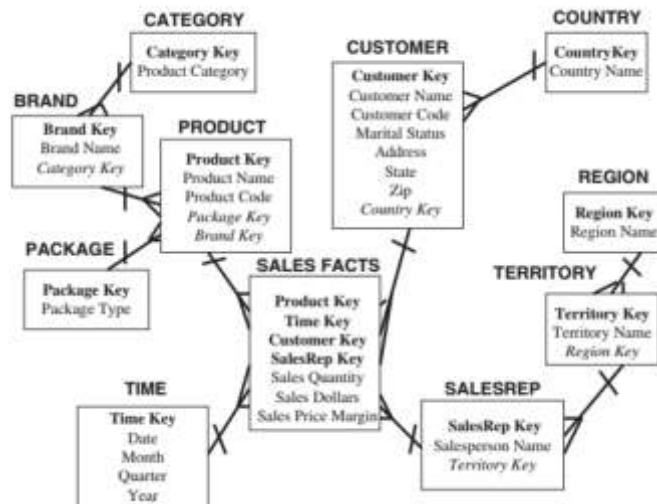 CATEGORY
Category Key
Product Category
BRAND
Brand Key
Brand Name
Category Key
PRODUCT
Product Key
Product Name
Product Code
Package Key
Brand Key
PACKAGE
Package Key
Package Type
CUSTOMER
Customer Key
Customer Name
Customer Code
Marital Status
Address
State
Zip
Country Key
COUNTRY
CountryKey
Country Name
REGION
Region Key
Region Name
TERRITORY
Territory Key
Territory Name
Region Key
SALES FACTS
Product Key
Time Key
Customer Key
SalesRep Key
Sales Quantity
Sales Dollars
Sales Price Margin
TIME
Time Key
Date
Month
Quarter
Year
SALESREP
SalesRep Key
Salesperson Name
Territory Key